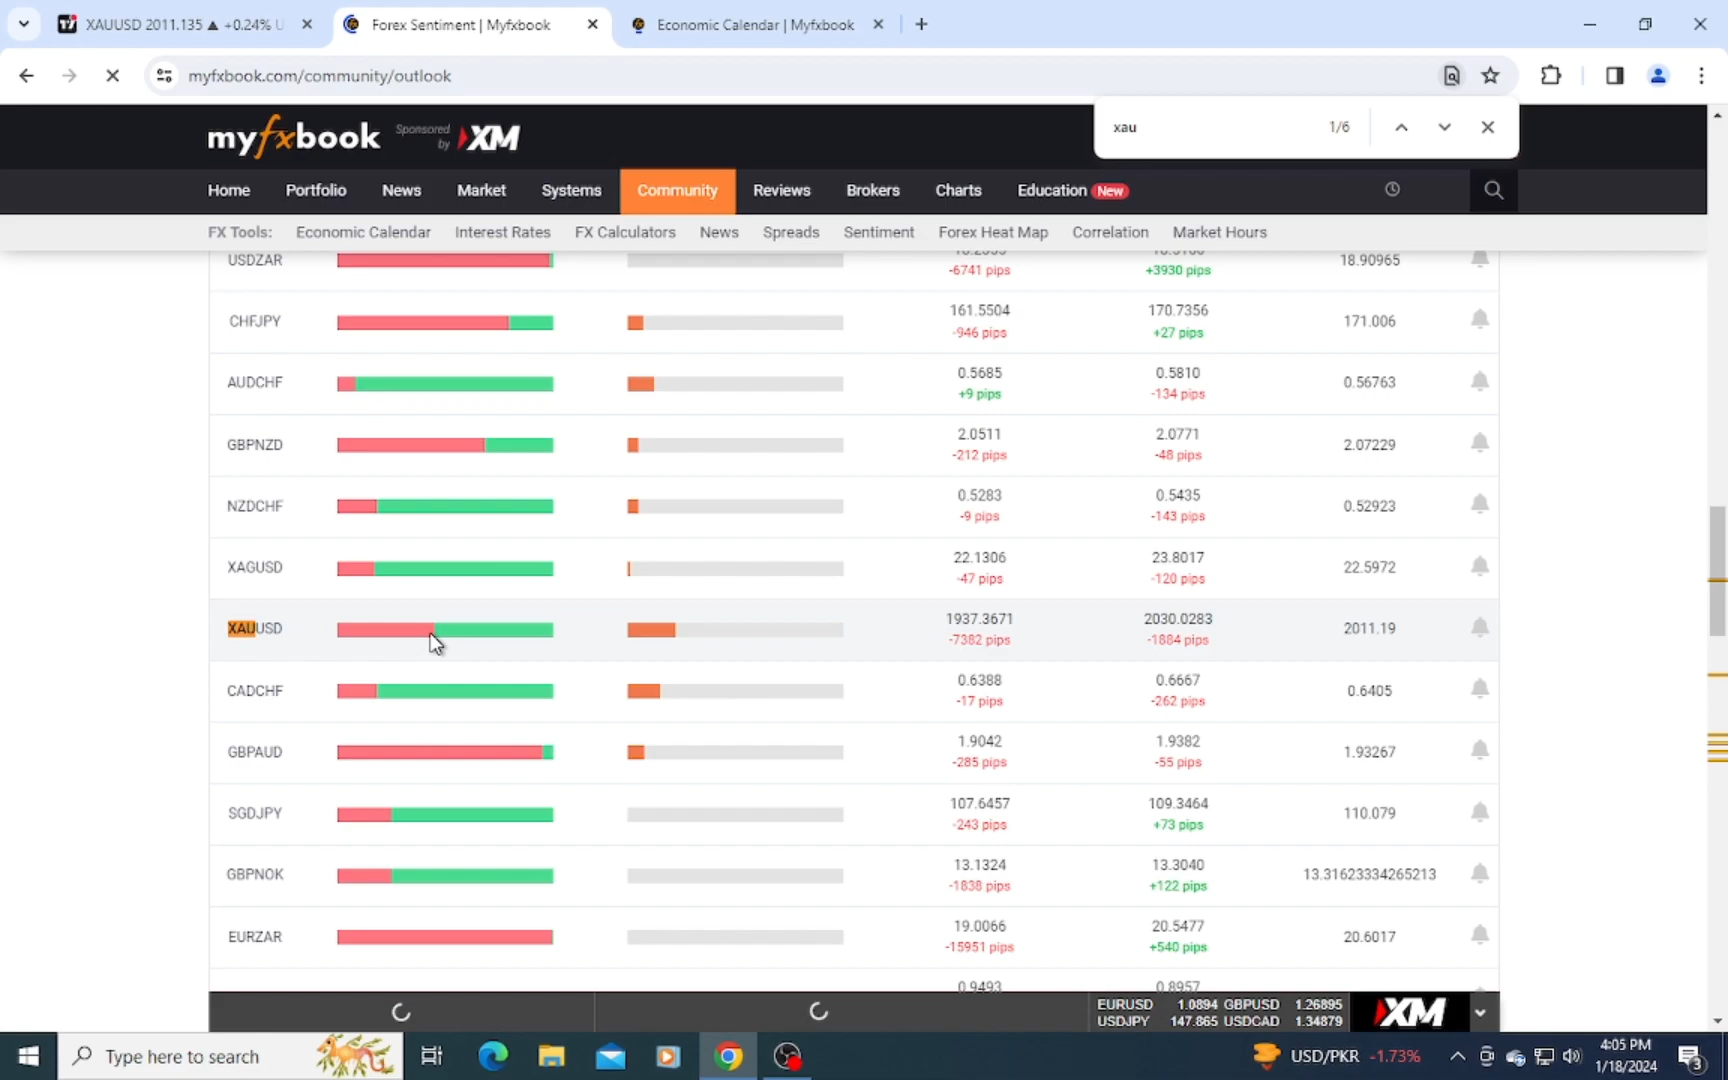 XAUUSD 2011.135 ▲ +0.24% U
Forex Sentiment | Myfxbook
Economic Calendar | Myfxbook
myfxbook.com/community/outlook
xau 1/6
myfxbook Sponsored by XM
Home Portfolio News Market Systems Community Reviews Brokers Charts Education New
FX Tools: Economic Calendar Interest Rates FX Calculators News Spreads Sentiment Forex Heat Map Correlation Market Hours
USDZAR 18.90965
-6741 pips +3930 pips
161.5504 170.7356
CHFJPY 171.006
-946 pips +27 pips
0.5685 0.5810
AUDCHF 0.56763
+9 pips -134 pips
2.0511 2.0771
GBPNZD 2.07229
-212 pips -48 pips
0.5283 0.5435
NZDCHF 0.52923
-9 pips -143 pips
22.1306 23.8017
XAGUSD 22.5972
-47 pips -120 pips
1937.3671 2030.0283
XAUUSD 2011.19
-7382 pips -1884 pips
0.6388 0.6667
CADCHF 0.6405
-17 pips -262 pips
1.9042 1.9382
GBPAUD 1.93267
-285 pips -55 pips
107.6457 109.3464
SGDJPY 110.079
-243 pips +73 pips
13.1324 13.3040
GBPNOK 13.31623334265213
-1838 pips +122 pips
19.0066 20.5477
EURZAR 20.6017
-15951 pips +540 pips
0.9493 0.8957
EURUSD 1.0894 GBPUSD 1.26895
USDJPY 147.865 USDCAD 1.34879
XM
Type here to search
USD/PKR -1.73%
4:05 PM
1/18/2024
3